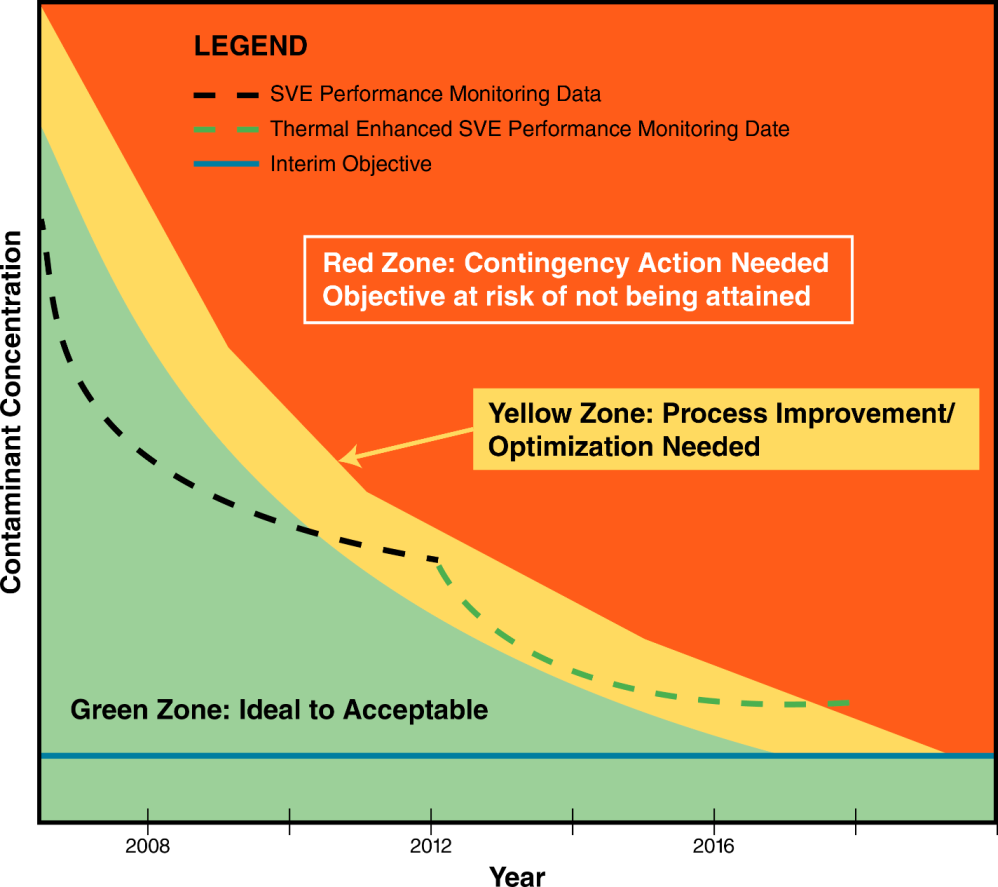 LEGEND
SVE Performance Monitoring Data
Thermal Enhanced SVE Performance Monitoring Date
Interim Objective
Red Zone: Contingency Action Needed
Objective at risk of not being attained
Yellow Zone: Process Improvement/
Optimization Needed
Green Zone: Ideal to Acceptable
Contaminant Concentration
2008
2012
2016
Year